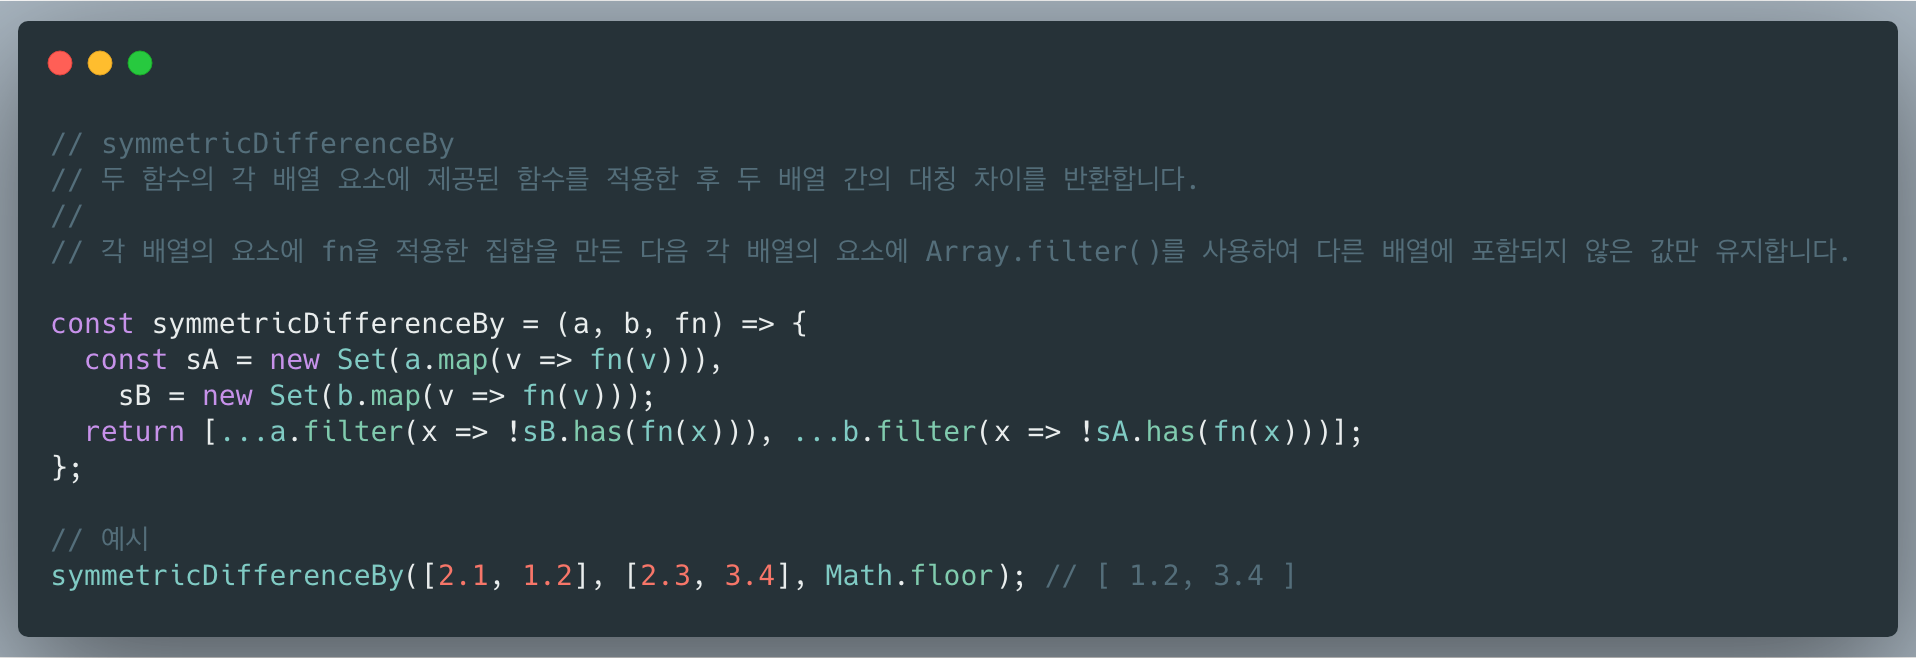 // symmetricDifferenceBy
// 두 함수의 각 배열 요소에 제공된 함수를 적용한 후 두 배열 간의 대칭 차이를 반환합니다.
//
// 각 배열의 요소에 fn을 적용한 집합을 만든 다음 각 배열의 요소에 Array.filter()를 사용하여 다른 배열에 포함되지 않은 값만 유지합니다.

const symmetricDifferenceBy = (a, b, fn) => {
  const sA = new Set(a.map(v => fn(v))),
    sB = new Set(b.map(v => fn(v)));
  return [...a.filter(x => !sB.has(fn(x))), ...b.filter(x => !sA.has(fn(x)))];
};

// 예시
symmetricDifferenceBy([2.1, 1.2], [2.3, 3.4], Math.floor); // [ 1.2, 3.4 ]